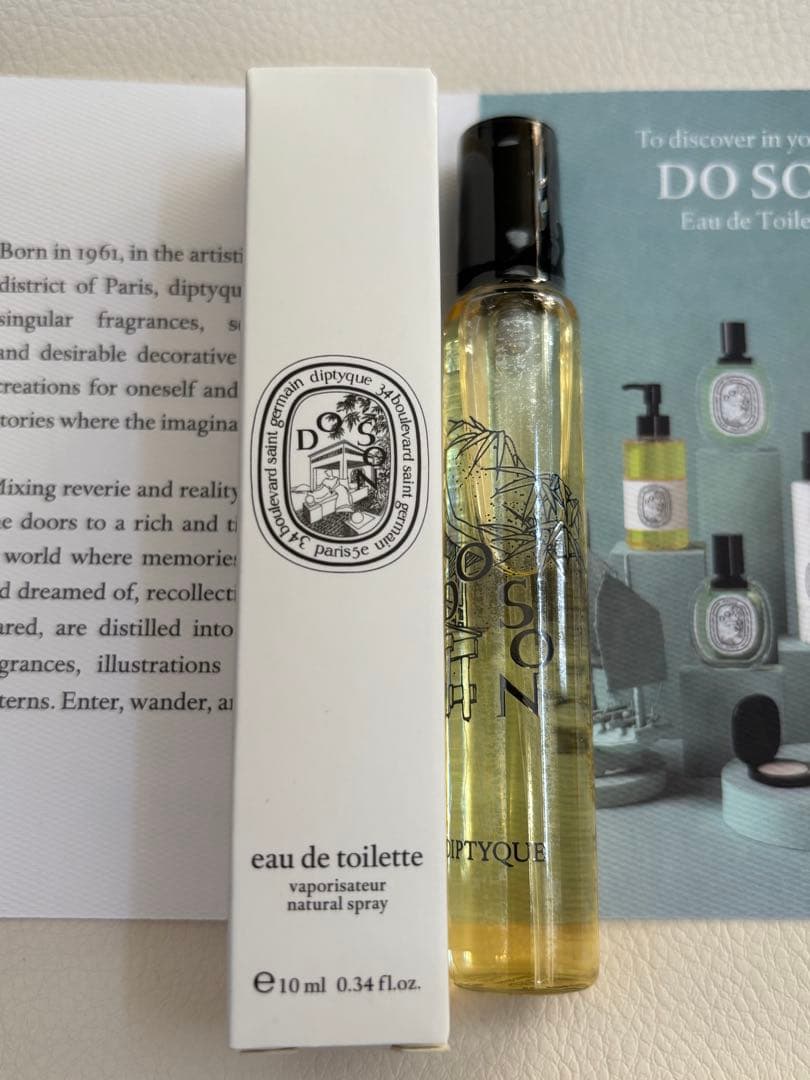 Born in 1961, in the artisti
district of Paris, diptyqu
singular fragrances, s
and desirable decorative
creations for oneself and
tories where the imagina
Mixing reverie and reality
e doors to a rich and t
world where memorie
d dreamed of, recollect
ared, are distilled into
grances, illustrations
terns. Enter, wander, a
diptyque 34 boulevard saint germain paris 5e
34 boulevard saint germain
DO SON
eau de toilette
vaporisateur
natural spray
e 10 ml 0.34 fl.oz.
DO SON
DIPTYQUE
To discover in yo
DO SO
Eau de Toile